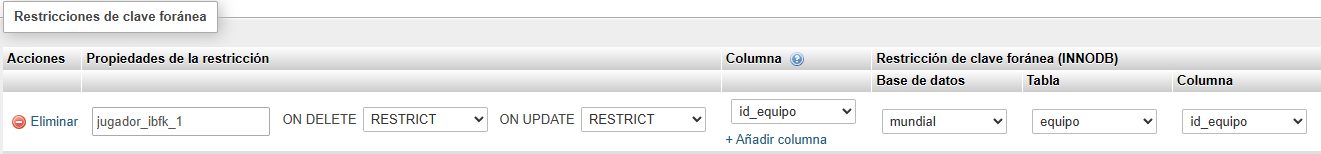 Restricciones de clave foránea
Acciones Propiedades de la restricción Columna Restricción de clave foránea (INNODB)
Base de datos Tabla Columna
Eliminar jugador_ibfk_1 ON DELETE RESTRICT ON UPDATE RESTRICT id_equipo mundial equipo id_equipo
+ Añadir columna